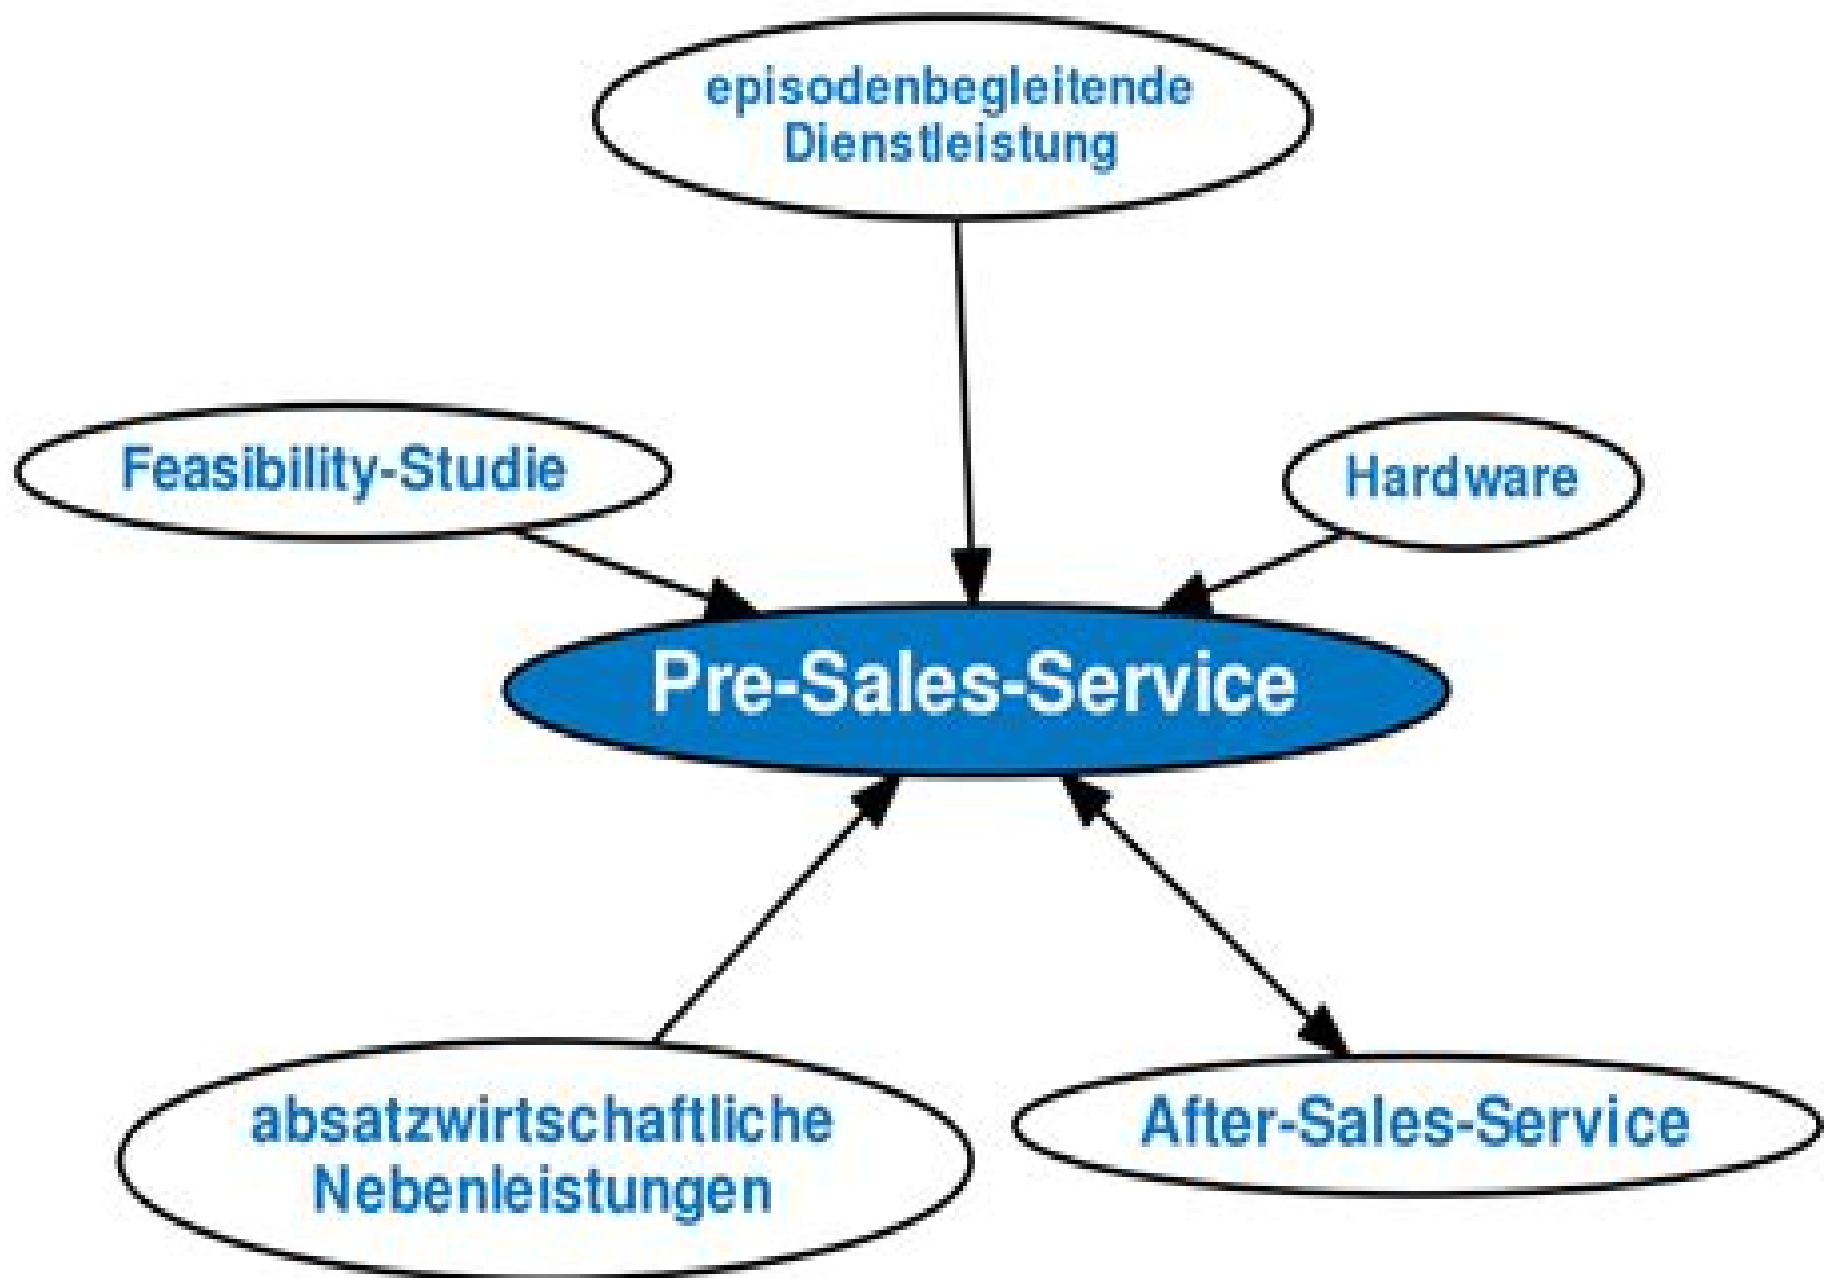 episodenbegleitende
Dienstleistung
Feasibility-Studie
Hardware
Pre-Sales-Service
absatzwirtschaftliche
Nebenleistungen
After-Sales-Service